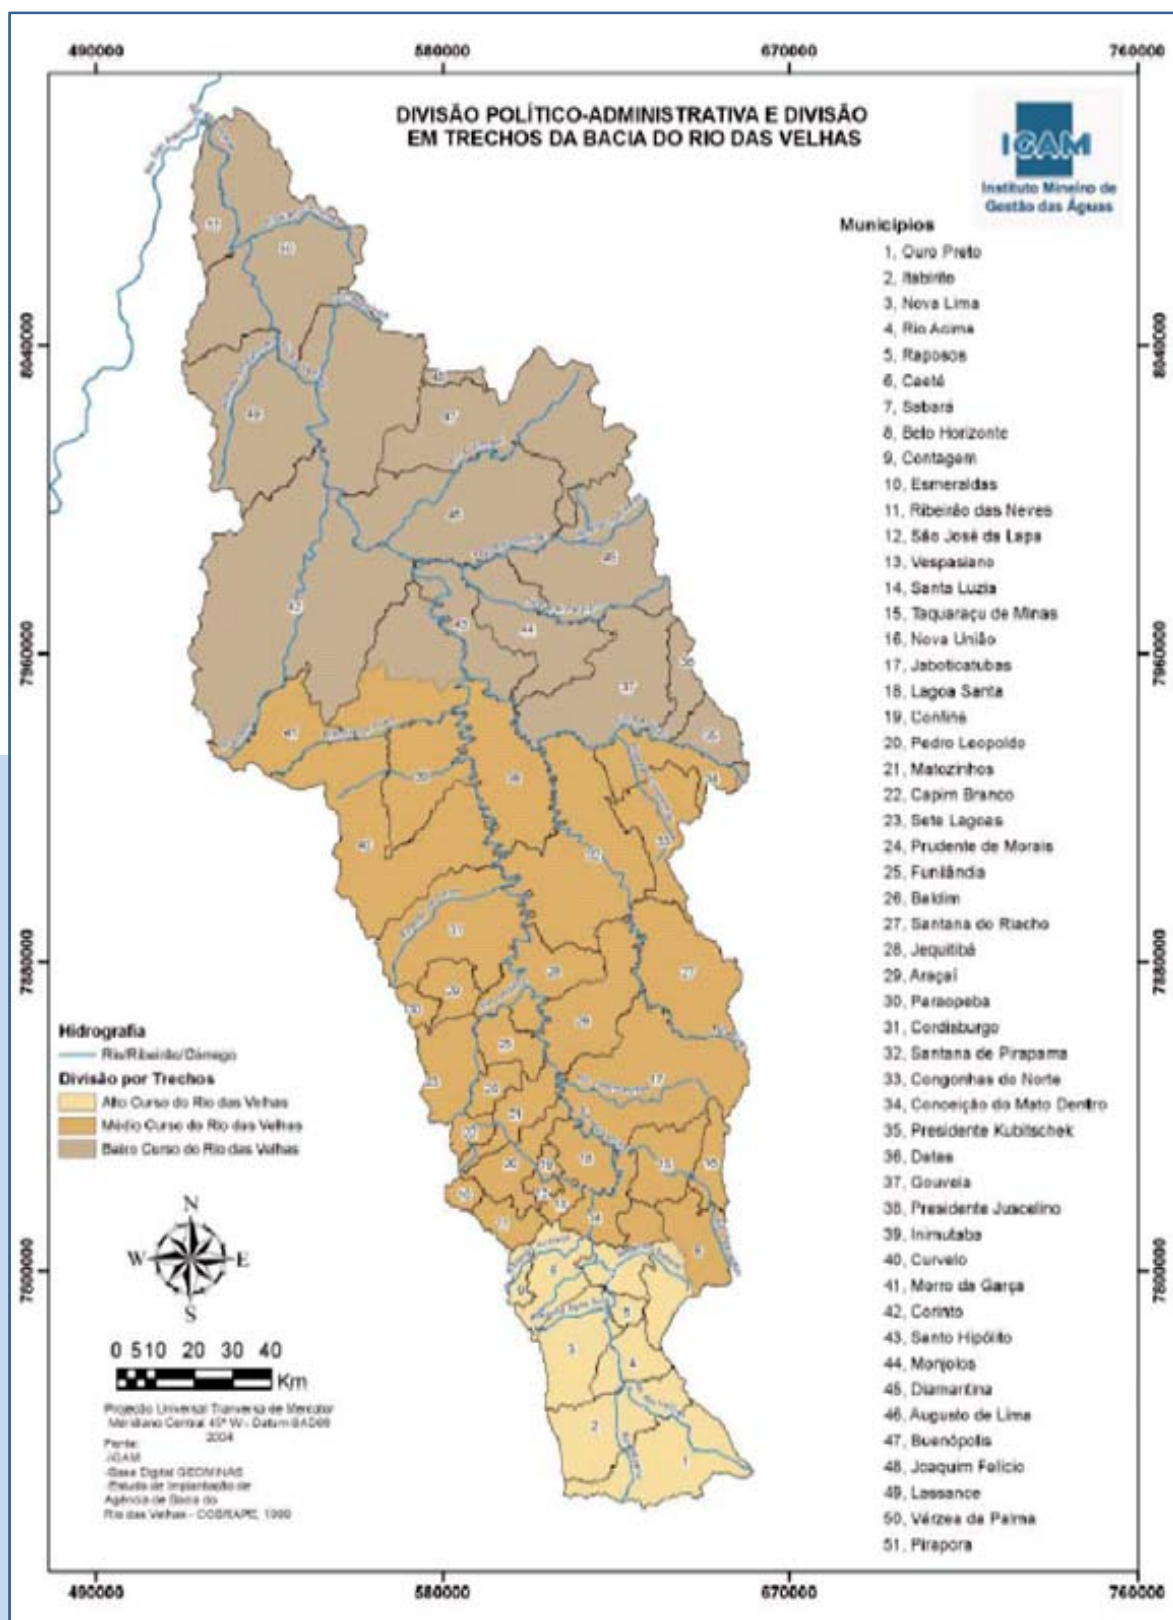 490000 580000 670000 760000
DIVISÃO POLÍTICO-ADMINISTRATIVA E DIVISÃO
EM TRECHOS DA BACIA DO RIO DAS VELHAS
IGAM
Instituto Mineiro de
Gestão das Águas
Municípios
1, Ouro Preto
2, Itabirito
3, Nova Lima
4, Rio Acima
5, Raposos
6, Caeté
7, Sabará
8, Belo Horizonte
9, Contagem
10, Esmeraldas
11, Ribeirão das Neves
12, São José da Lapa
13, Vespasiano
14, Santa Luzia
15, Taquaraçu de Minas
16, Nova União
17, Jaboticatubas
18, Lagoa Santa
19, Confins
20, Pedro Leopoldo
21, Matozinhos
22, Capim Branco
23, Sete Lagoas
24, Prudente de Morais
25, Funilândia
26, Baldim
27, Santana do Riacho
28, Jequitibá
29, Araçaí
30, Paraopeba
31, Cordisburgo
32, Santana de Pirapama
33, Congonhas do Norte
34, Conceição do Mato Dentro
35, Presidente Kubitschek
36, Datas
37, Gouveia
38, Presidente Juscelino
39, Inimutaba
40, Curvelo
41, Morro da Garça
42, Corinto
43, Santo Hipólito
44, Monjolos
45, Diamantina
46, Augusto de Lima
47, Buenópolis
48, Joaquim Felício
49, Lassance
50, Várzea da Palma
51, Pirapora
8040000
7960000
7880000
7800000
8040000
7960000
7880000
7800000
Hidrografia
Rio/Ribeirão/Córrego
Divisão por Trechos
Alto Curso do Rio das Velhas
Médio Curso do Rio das Velhas
Baixo Curso do Rio das Velhas
N
W E
S
0 5 10 20 30 40
Km
Projeção Universal Tranversa de Mercator
Meridiano Central 45° W - Datum SAD69
2004
Fonte:
-IGAM
-Base Digital GEOMINAS
-Estudo de Implantação de
Agência de Bacia do
Rio das Velhas - COBRAPE, 1999
490000 580000 670000 760000